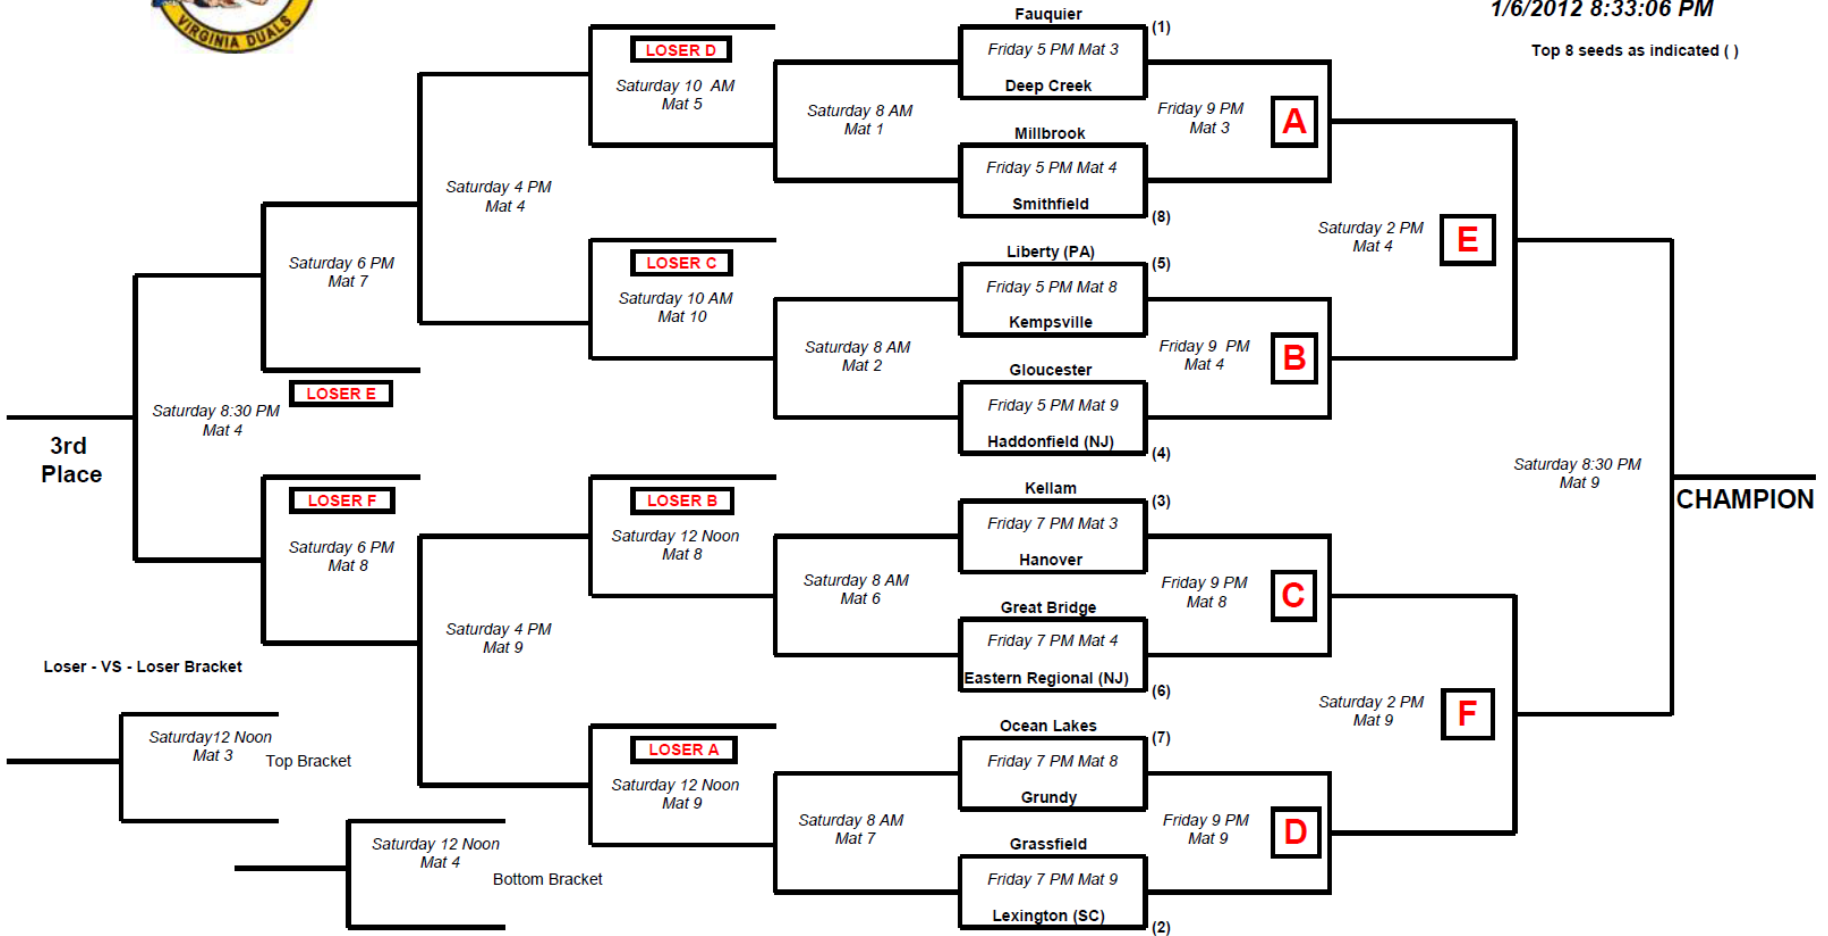 VIRGINIA DUALS
1/6/2012 8:33:06 PM
Top 8 seeds as indicated ( )
Fauquier
(1)
Friday 5 PM Mat 3
Deep Creek
Millbrook
Friday 5 PM Mat 4
Smithfield
(8)
Liberty (PA)
(5)
Friday 5 PM Mat 8
Kempsville
Gloucester
Friday 5 PM Mat 9
Haddonfield (NJ)
(4)
Kellam
(3)
Friday 7 PM Mat 3
Hanover
Great Bridge
Friday 7 PM Mat 4
Eastern Regional (NJ)
(6)
Ocean Lakes
(7)
Friday 7 PM Mat 8
Grundy
Grassfield
Friday 7 PM Mat 9
Lexington (SC)
(2)
Friday 9 PM
Mat 3
A
Friday 9 PM
Mat 4
B
Friday 9 PM
Mat 8
C
Friday 9 PM
Mat 9
D
Saturday 2 PM
Mat 4
E
Saturday 2 PM
Mat 9
F
Saturday 8:30 PM
Mat 9
CHAMPION
Saturday 8 AM
Mat 1
Saturday 8 AM
Mat 2
Saturday 8 AM
Mat 6
Saturday 8 AM
Mat 7
LOSER D
Saturday 10 AM
Mat 5
LOSER C
Saturday 10 AM
Mat 10
LOSER B
Saturday 12 Noon
Mat 8
LOSER A
Saturday 12 Noon
Mat 9
Saturday 4 PM
Mat 4
Saturday 4 PM
Mat 9
Saturday 6 PM
Mat 7
LOSER E
LOSER F
Saturday 6 PM
Mat 8
Saturday 8:30 PM
Mat 4
3rd
Place
Loser - VS - Loser Bracket
Saturday12 Noon
Mat 3
Top Bracket
Saturday 12 Noon
Mat 4
Bottom Bracket